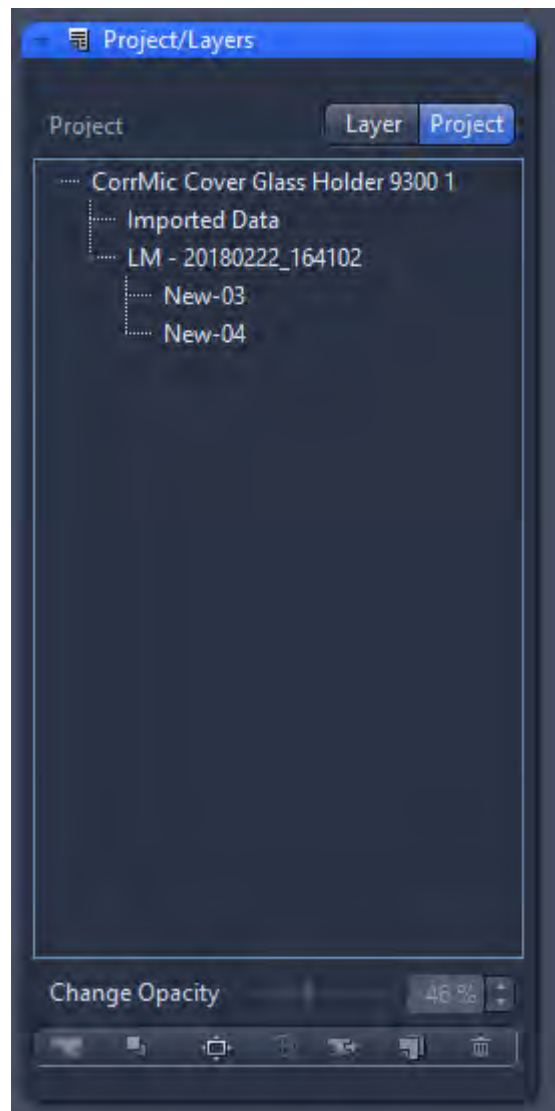 Project/Layers
Project Layer Project
CorrMic Cover Glass Holder 9300 1
Imported Data
LM - 20180222_164102
New-03
New-04
Change Opacity 46 %